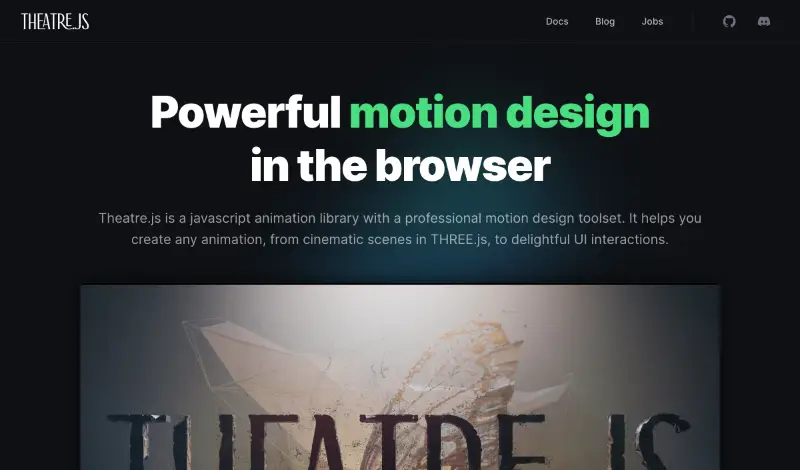 THEATRE.JS
Docs Blog Jobs
Powerful motion design
in the browser
Theatre.js is a javascript animation library with a professional motion design toolset. It helps you
create any animation, from cinematic scenes in THREE.js, to delightful UI interactions.
THEATRE.JS